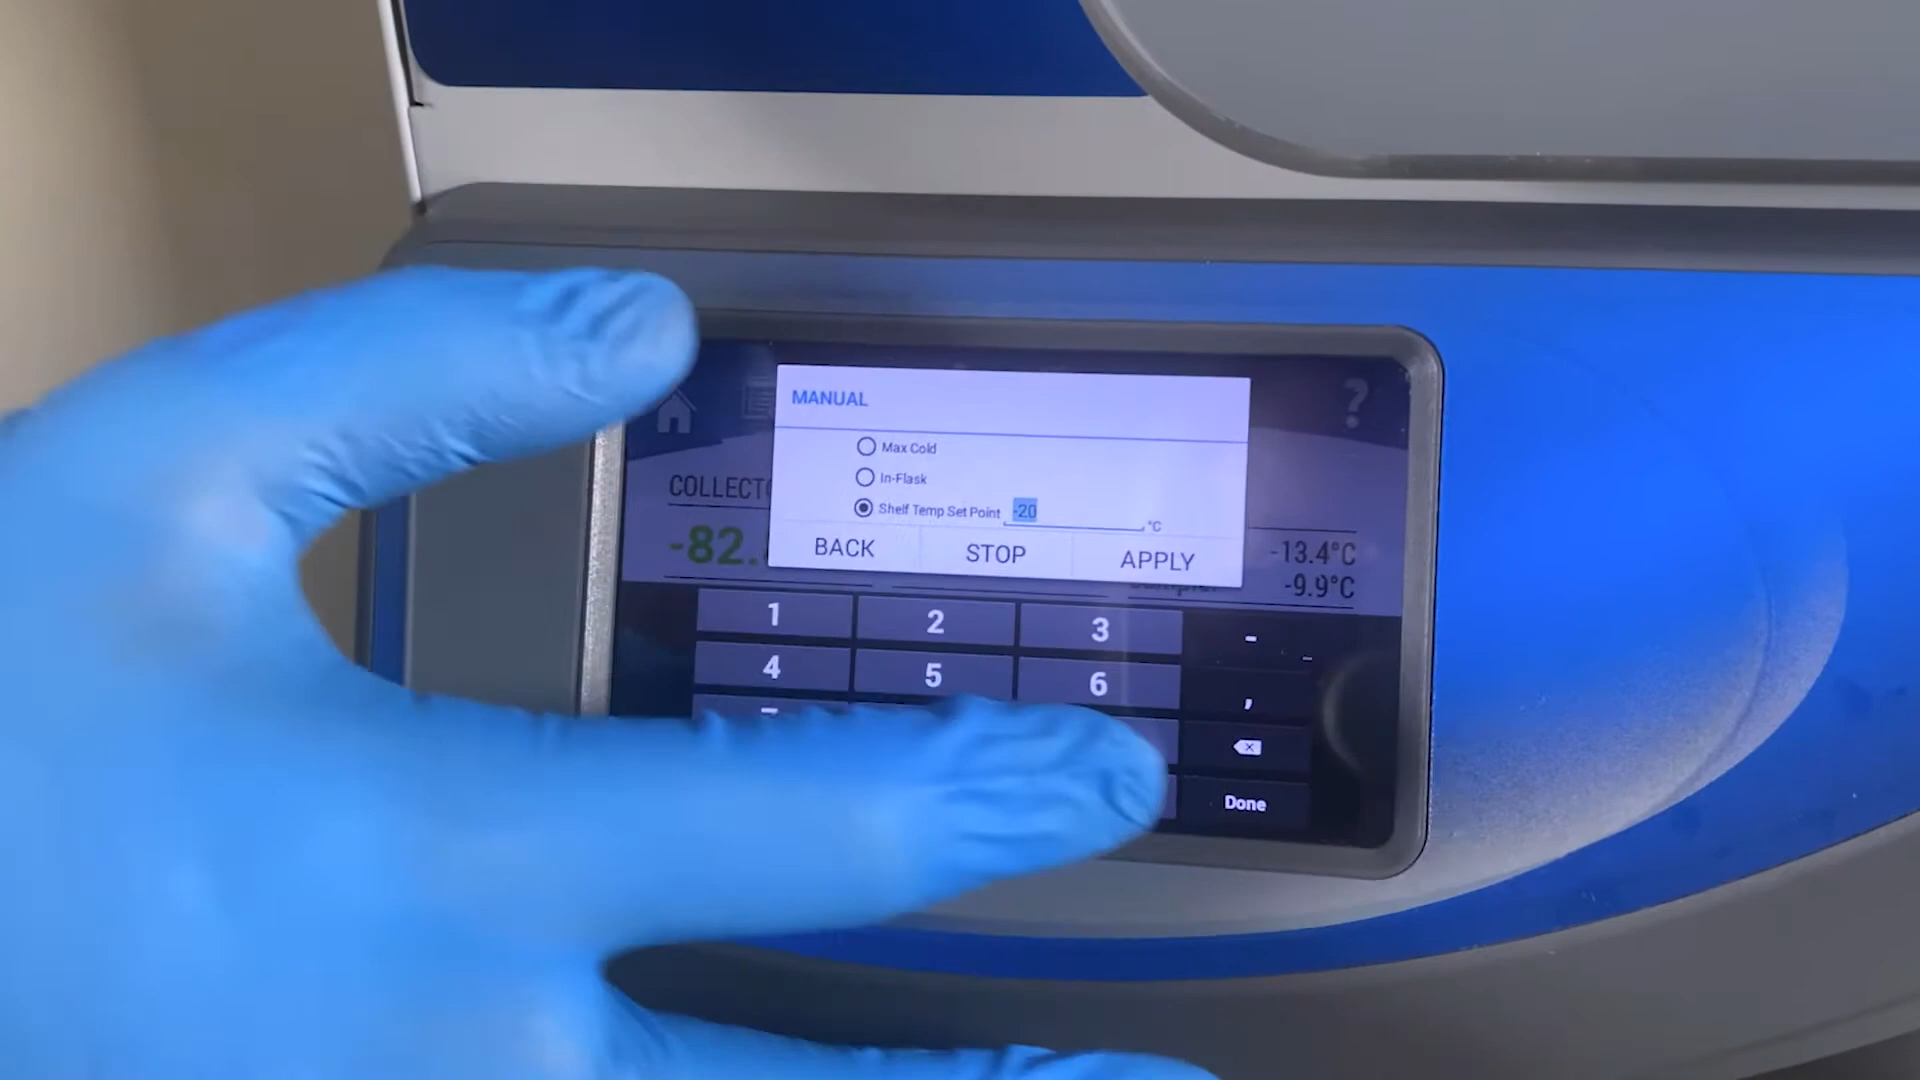 MANUAL
?
Max Cold
In-Flask
COLLECT
Shelf Temp Set Point -20 °C
-82.
BACK STOP APPLY
-13.4°C
-9.9°C
1 2 3 -
4 5 6 ,
Done